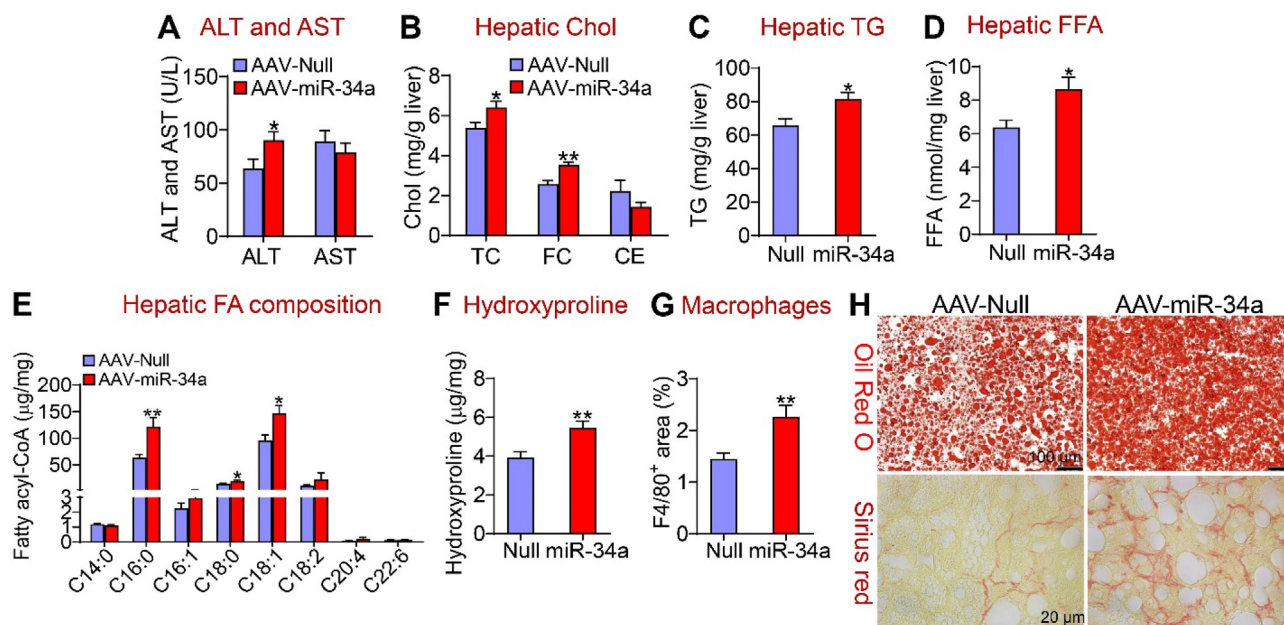 A ALT and AST
AAV-Null
AAV-miR-34a
ALT and AST (U/L)
150
100
50
0
*
ALT AST
B Hepatic Chol
AAV-Null
AAV-miR-34a
Chol (mg/g liver)
8
6
4
2
0
* **
TC FC CE
C Hepatic TG
TG (mg/g liver)
100
80
60
40
20
0
*
Null miR-34a
D Hepatic FFA
FFA (nmol/mg liver)
10
8
6
4
2
0
*
Null miR-34a
E Hepatic FA composition
AAV-Null
AAV-miR-34a
Fatty acyl-CoA (μg/mg)
200
150
100
50
3
2
1
0
** * *
C14:0 C16:0 C16:1 C18:0 C18:1 C18:2 C20:4 C22:6
F Hydroxyproline
Hydroxyproline (μg/mg)
8
6
4
2
0
**
Null miR-34a
G Macrophages
F4/80+ area (%)
3
2
1
0
**
Null miR-34a
H AAV-Null AAV-miR-34a
Oil Red O
100 μm
Sirius red
20 μm